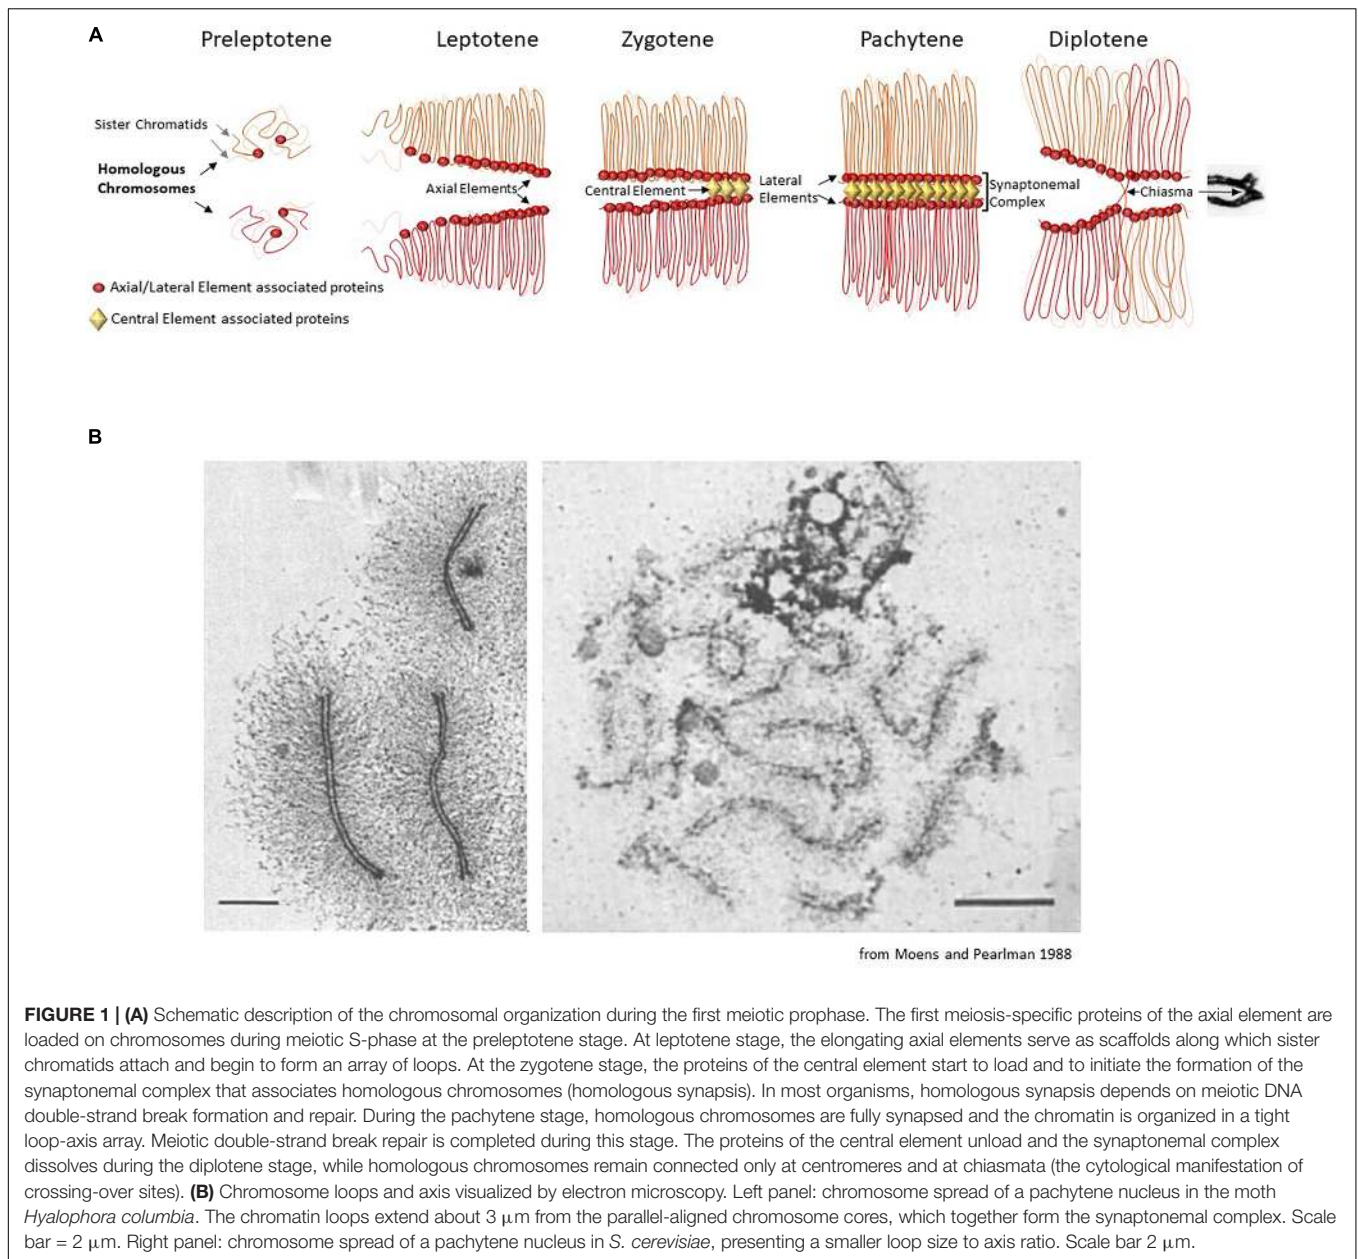 A
Preleptotene
Leptotene
Zygotene
Pachytene
Diplotene
Sister Chromatids
Homologous
Chromosomes
Axial Elements
Central Element
Lateral
Elements
Synaptonemal
Complex
Chiasma
Axial/Lateral Element associated proteins
Central Element associated proteins
B
from Moens and Pearlman 1988
FIGURE 1 | (A) Schematic description of the chromosomal organization during the first meiotic prophase. The first meiosis-specific proteins of the axial element are
loaded on chromosomes during meiotic S-phase at the preleptotene stage. At leptotene stage, the elongating axial elements serve as scaffolds along which sister
chromatids attach and begin to form an array of loops. At the zygotene stage, the proteins of the central element start to load and to initiate the formation of the
synaptonemal complex that associates homologous chromosomes (homologous synapsis). In most organisms, homologous synapsis depends on meiotic DNA
double-strand break formation and repair. During the pachytene stage, homologous chromosomes are fully synapsed and the chromatin is organized in a tight
loop-axis array. Meiotic double-strand break repair is completed during this stage. The proteins of the central element unload and the synaptonemal complex
dissolves during the diplotene stage, while homologous chromosomes remain connected only at centromeres and at chiasmata (the cytological manifestation of
crossing-over sites). (B) Chromosome loops and axis visualized by electron microscopy. Left panel: chromosome spread of a pachytene nucleus in the moth
Hyalophora columbia. The chromatin loops extend about 3 μm from the parallel-aligned chromosome cores, which together form the synaptonemal complex. Scale
bar = 2 μm. Right panel: chromosome spread of a pachytene nucleus in S. cerevisiae, presenting a smaller loop size to axis ratio. Scale bar 2 μm.